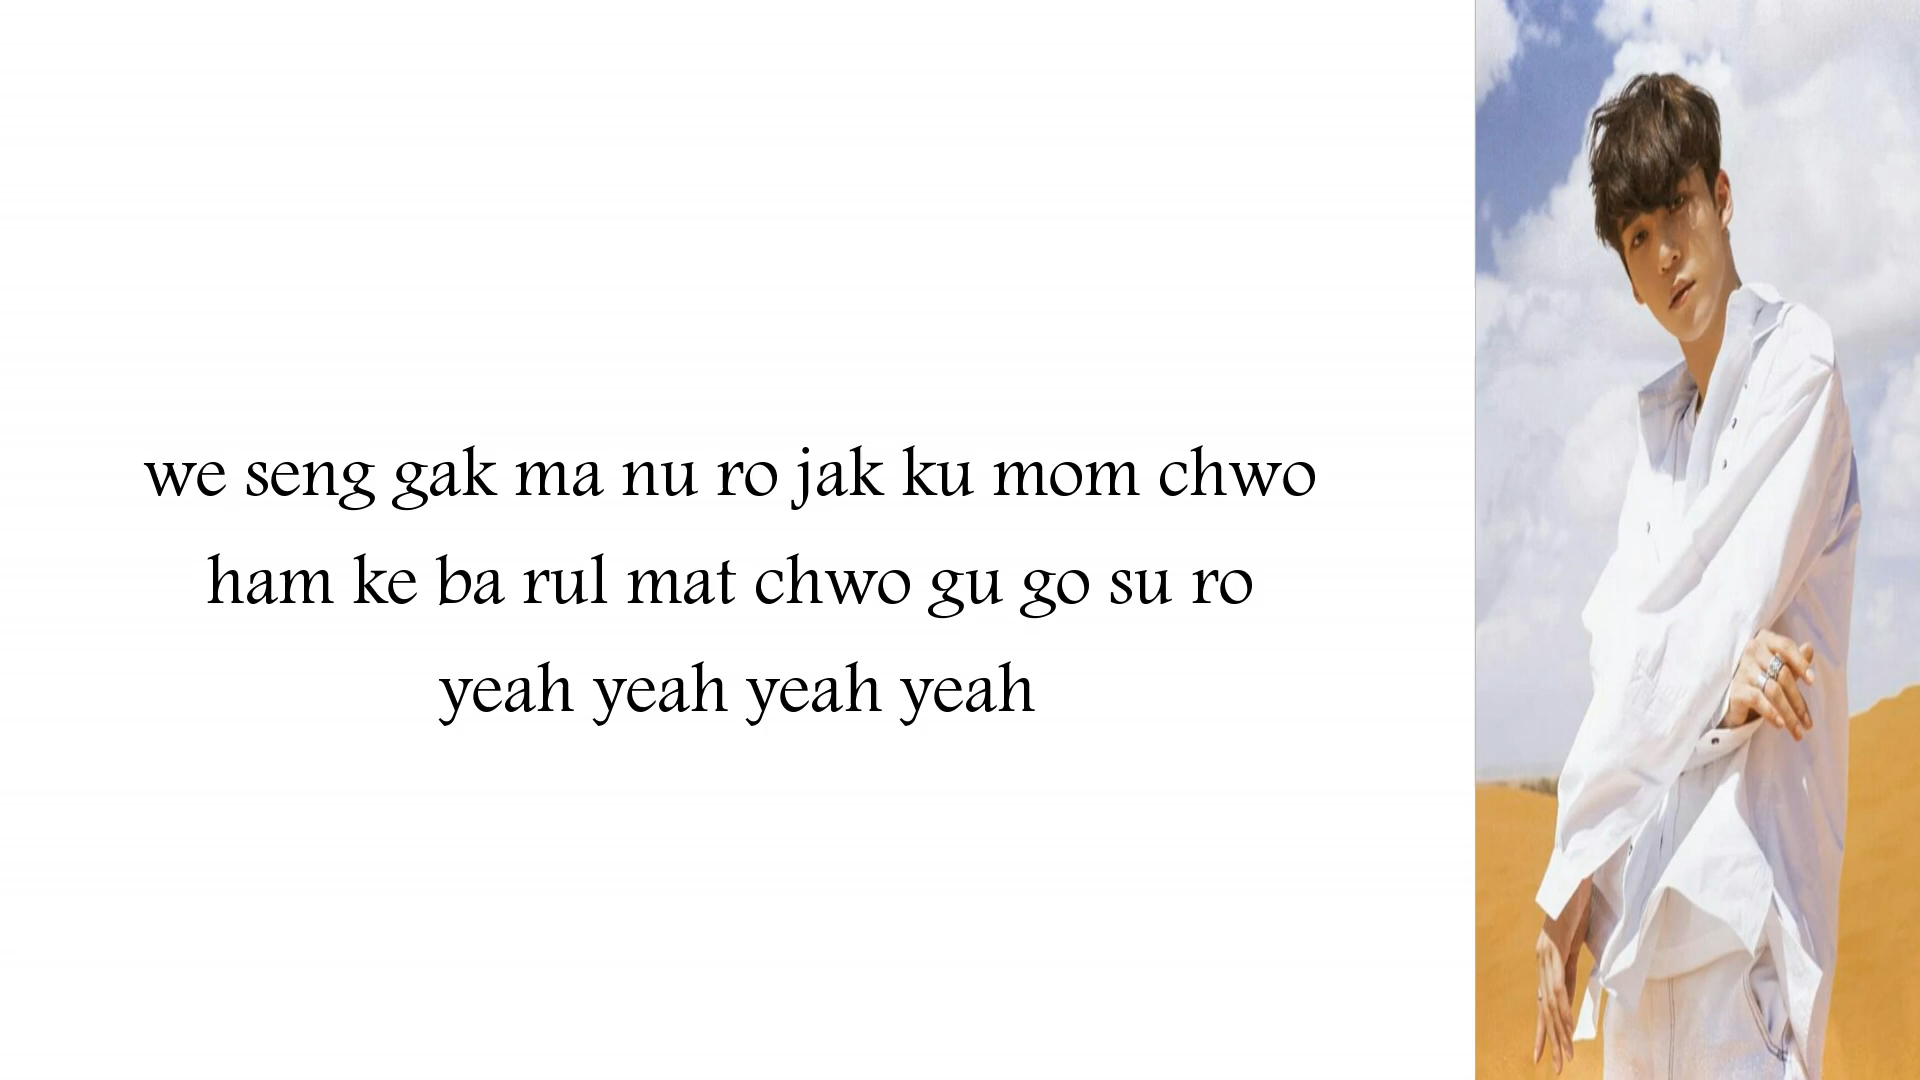 we seng gak ma nu ro jak ku mom chwo
ham ke ba rul mat chwo gu go su ro
yeah yeah yeah yeah